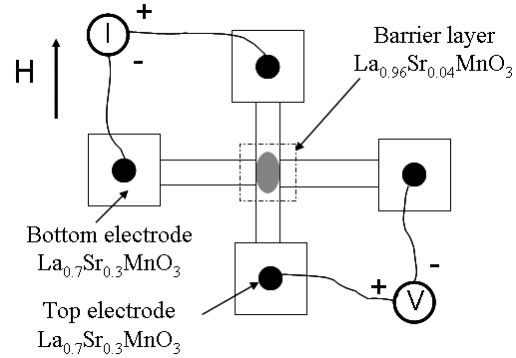 I
+
-
H
Barrier layer
La₀.₉₆Sr₀.₀₄MnO₃
Bottom electrode
La₀.₇Sr₀.₃MnO₃
Top electrode
La₀.₇Sr₀.₃MnO₃
+
-
V